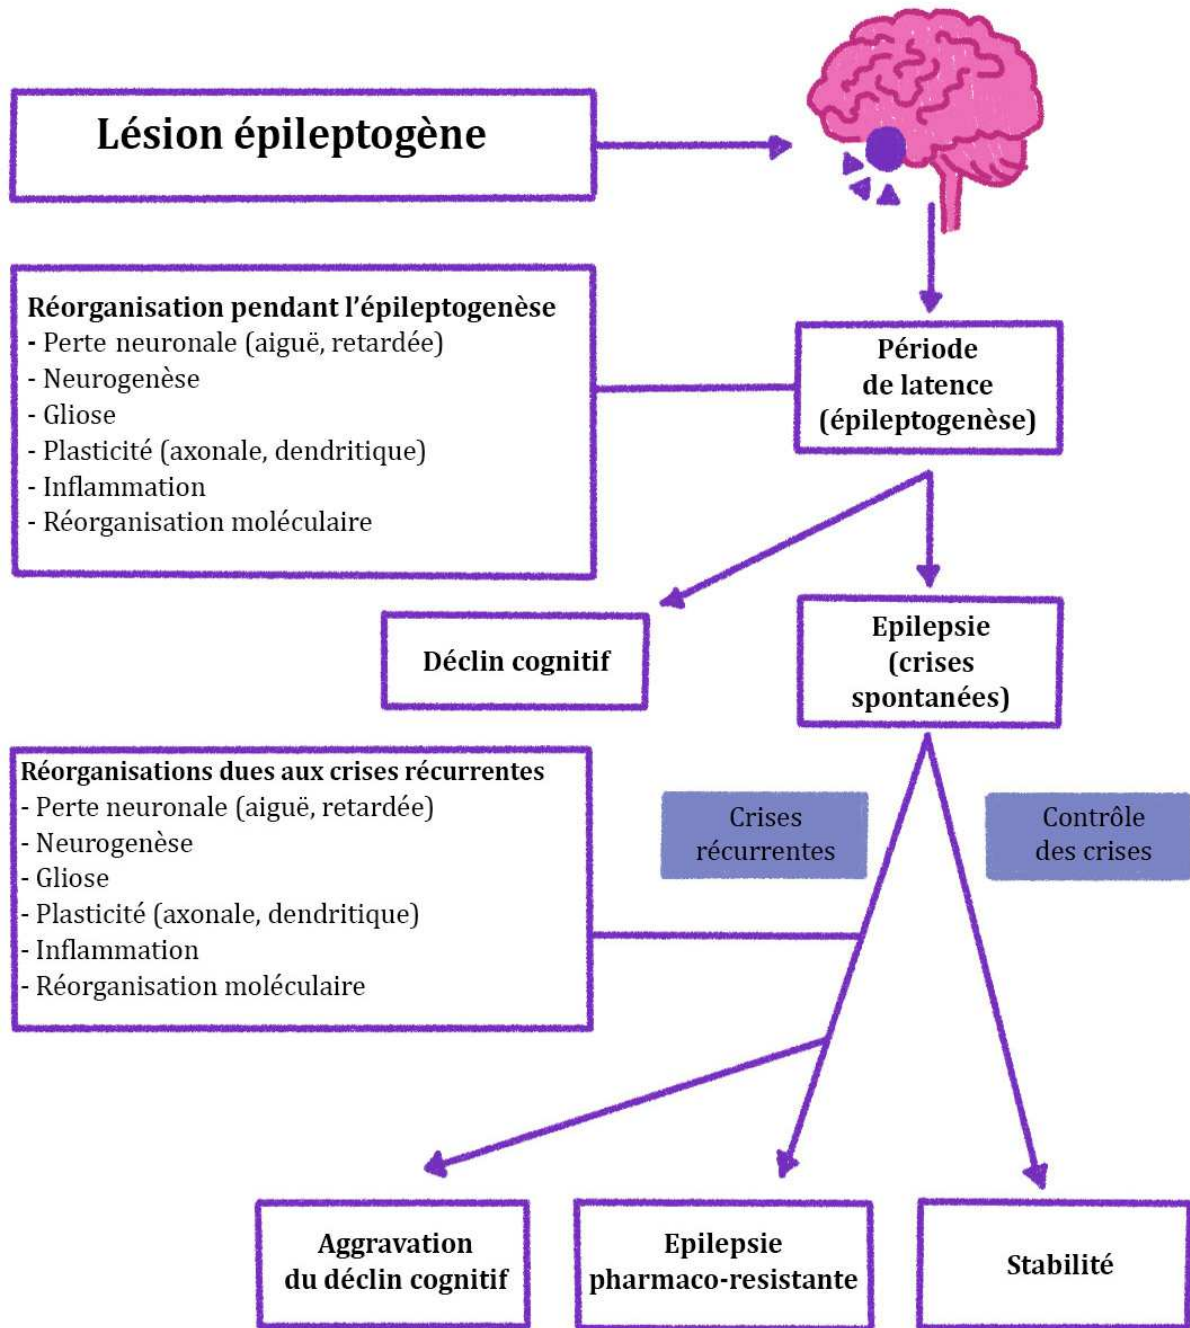 Lésion épileptogène
Réorganisation pendant l'épileptogenèse
- Perte neuronale (aiguë, retardée)
- Neurogenèse
- Gliose
- Plasticité (axonale, dendritique)
- Inflammation
- Réorganisation moléculaire
Période
de latence
(épileptogenèse)
Déclin cognitif
Epilepsie
(crises
spontanées)
Réorganisations dues aux crises récurrentes
- Perte neuronale (aiguë, retardée)
- Neurogenèse
- Gliose
- Plasticité (axonale, dendritique)
- Inflammation
- Réorganisation moléculaire
Crises
récurrentes
Contrôle
des crises
Aggravation
du déclin cognitif
Epilepsie
pharmaco-resistante
Stabilité